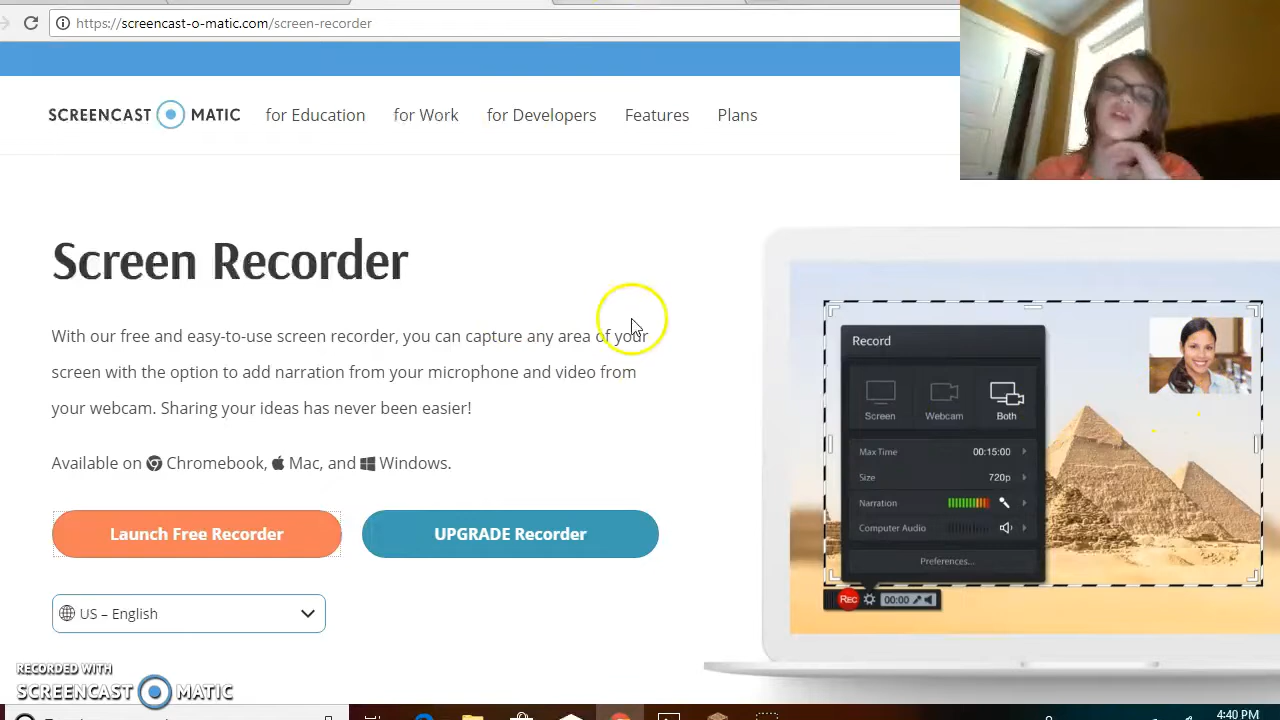 https://screencast-o-matic.com/screen-recorder
SCREENCAST MATIC for Education for Work for Developers Features Plans
Screen Recorder
With our free and easy-to-use screen recorder, you can capture any area of your
screen with the option to add narration from your microphone and video from
your webcam. Sharing your ideas has never been easier!
Available on Chromebook, Mac, and Windows.
Launch Free Recorder UPGRADE Recorder
US – English
Record
Screen Webcam Both
Max Time 00:15:00
Size 720p
Narration
Computer Audio
Preferences...
REC 00:00
RECORDED WITH
SCREENCAST MATIC
4:40 PM